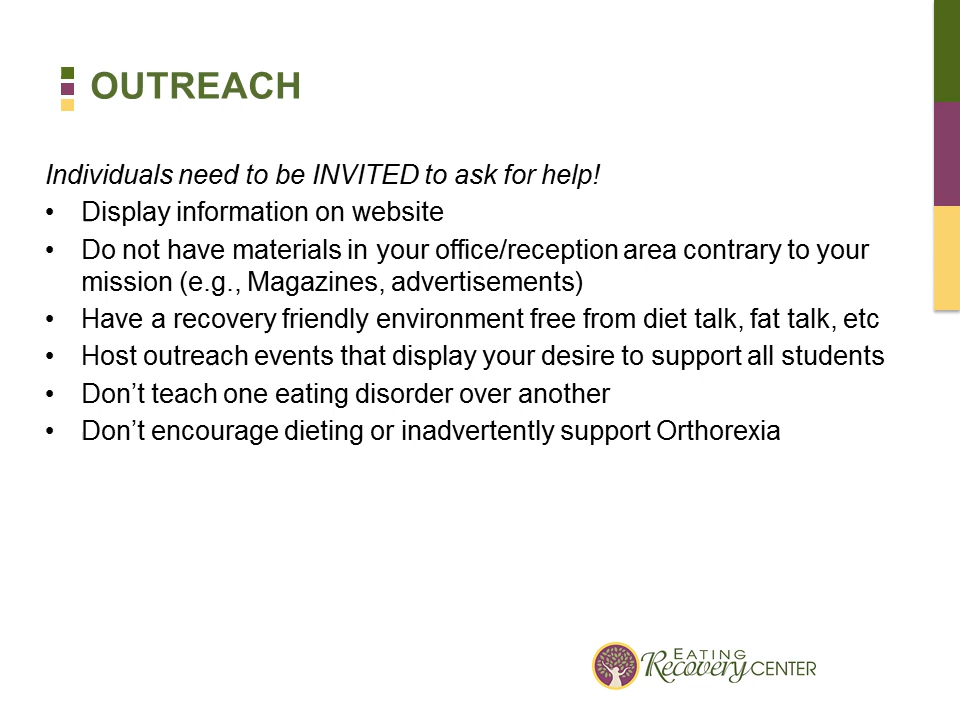 OUTREACH
Individuals need to be INVITED to ask for help!
• Display information on website
• Do not have materials in your office/reception area contrary to your
mission (e.g., Magazines, advertisements)
• Have a recovery friendly environment free from diet talk, fat talk, etc
• Host outreach events that display your desire to support all students
• Don’t teach one eating disorder over another
• Don’t encourage dieting or inadvertently support Orthorexia
EATING
Recovery CENTER